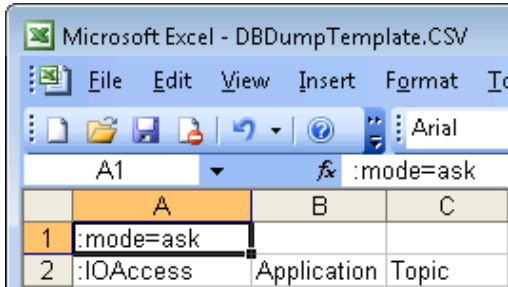 Microsoft Excel - DBDumpTemplate.CSV
File Edit View Insert Format
Arial
A1 fx :mode=ask
A B C
1 :mode=ask
2 :IOAccess Application Topic